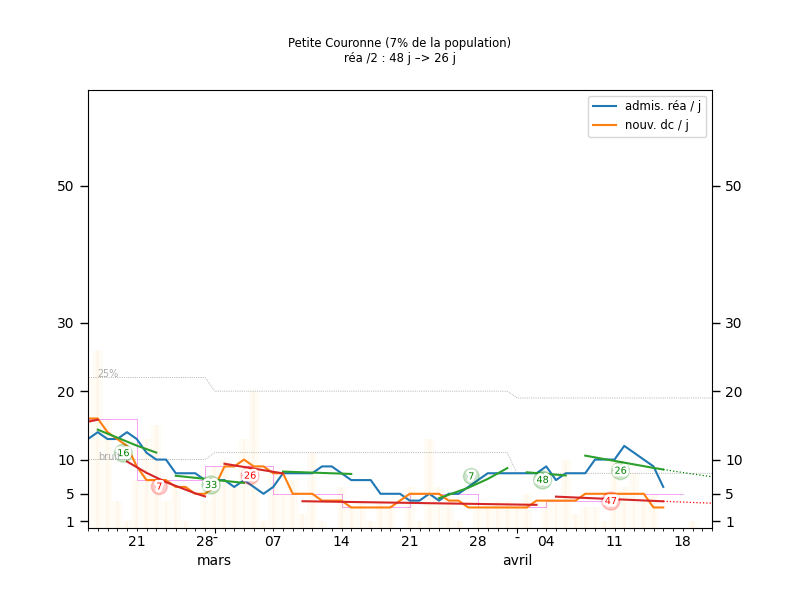 Petite Couronne (7% de la population)
réa /2 : 48 j –> 26 j
admis. réa / j
nouv. dc / j
50 50
30 30
25%
20 20
16 26 7 26
10 brut 10
7 33 48
5 47 5
1 1
21 28 07 14 21 28 04 11 18
mars avril